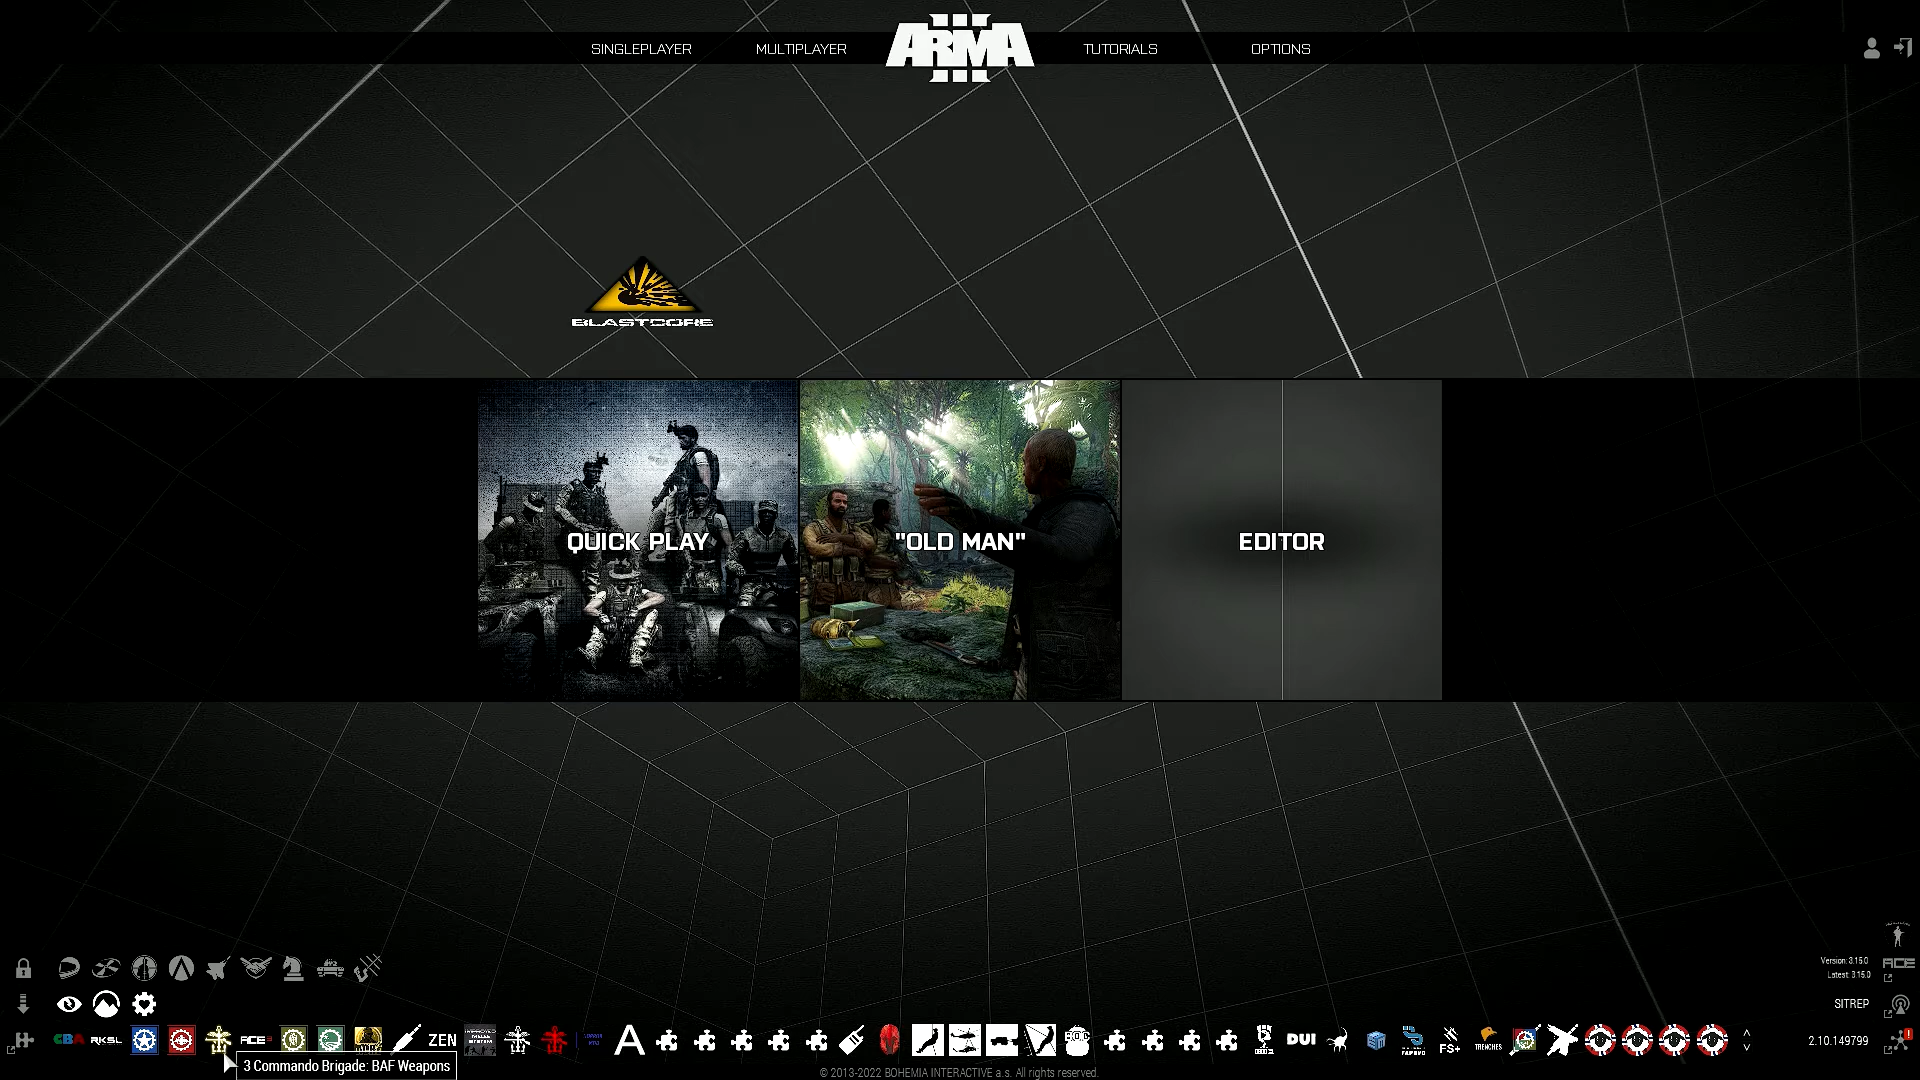 SINGLEPLAYER
MULTIPLAYER
ARMA
III
TUTORIALS
OPTIONS
BLASTCORE
QUICK PLAY
"OLD MAN"
EDITOR
Version: 3.15.0
Latest: 3.15.0
ACE
SITREP
CBA
RKSL
ACE
ZEN
A
DUI
FS+
TRENCHES
2.10.149799
3 Commando Brigade: BAF Weapons
© 2013-2022 BOHEMIA INTERACTIVE a.s. All rights reserved.